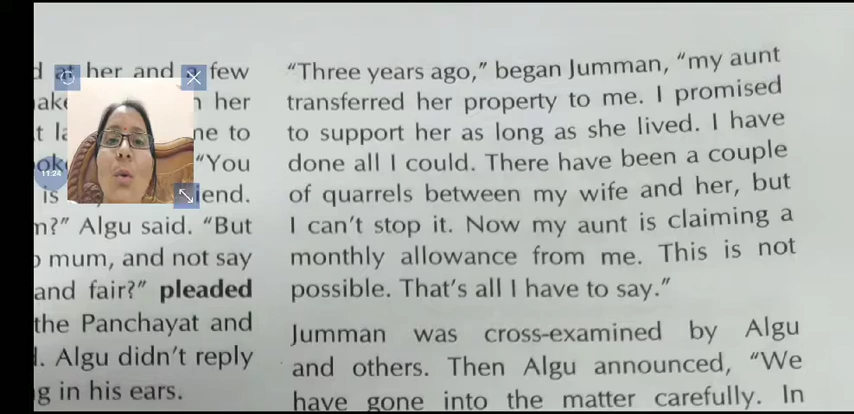 d at her and a few
her
me to
"You
is iend.
m?" Algu said. "But
mum, and not say
and fair?" pleaded
the Panchayat and
. Algu didn't reply
g in his ears.
"Three years ago," began Jumman, "my aunt
transferred her property to me. I promised
to support her as long as she lived. I have
done all I could. There have been a couple
of quarrels between my wife and her, but
I can't stop it. Now my aunt is claiming a
monthly allowance from me. This is not
possible. That's all I have to say."
Jumman was cross-examined by Algu
and others. Then Algu announced, "We
have gone into the matter carefully. In
11:24